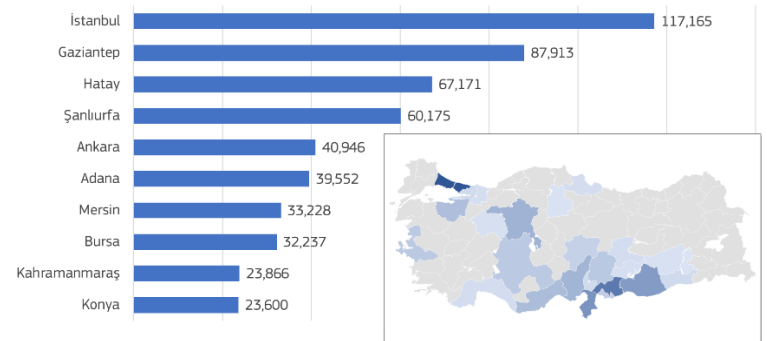 İstanbul 117,165
Gaziantep 87,913
Hatay 67,171
Şanlıurfa 60,175
Ankara 40,946
Adana 39,552
Mersin 33,228
Bursa 32,237
Kahramanmaraş 23,866
Konya 23,600